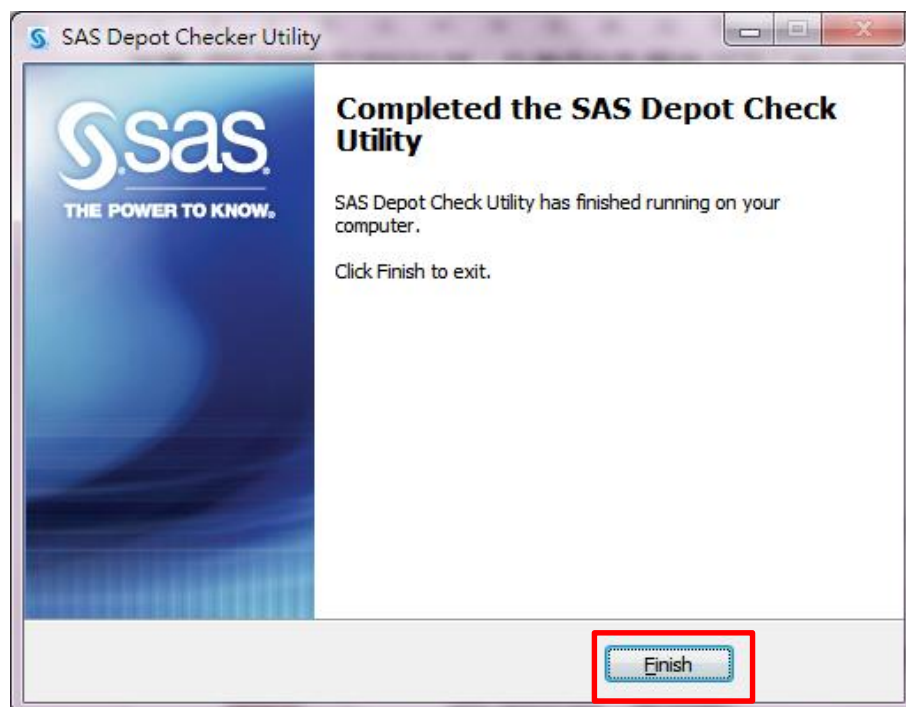 SAS Depot Checker Utility
sas
THE POWER TO KNOW®
Completed the SAS Depot Check
Utility
SAS Depot Check Utility has finished running on your
computer.
Click Finish to exit.
Finish